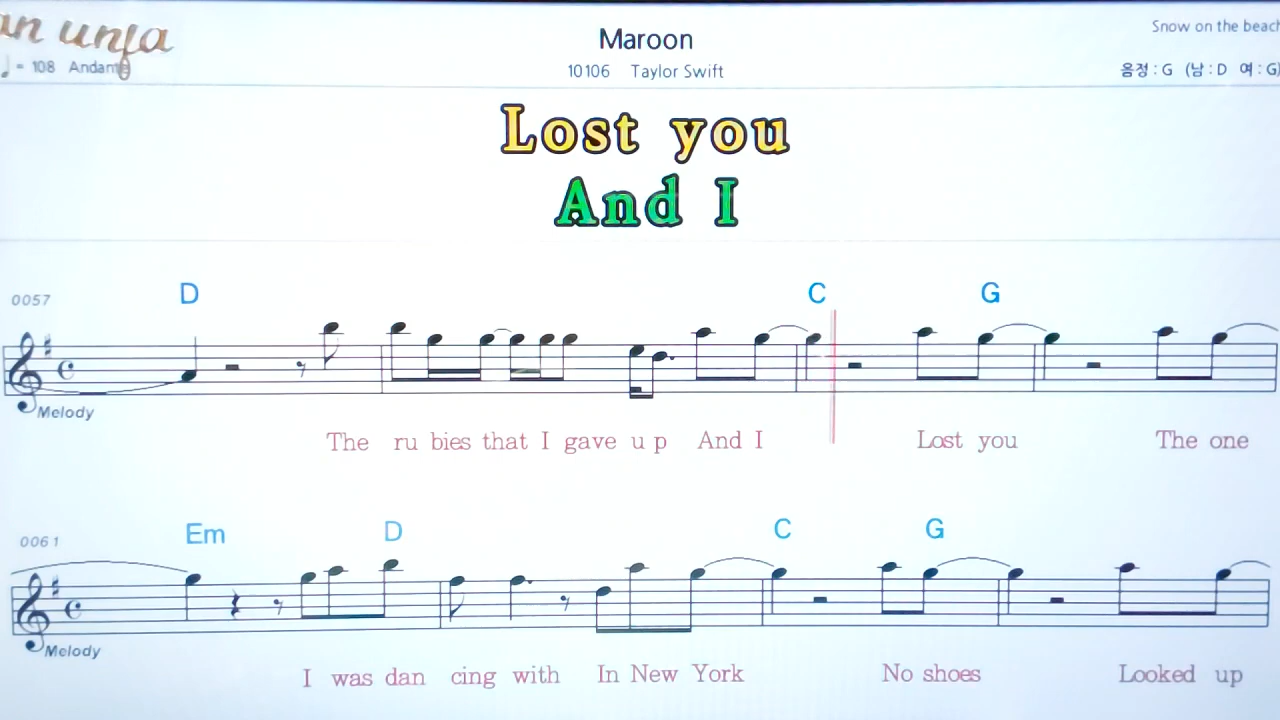 Maroon
Snow on the beach
♩ = 108 Andante
10106 Taylor Swift
음정 : G (남 : D 여 : G)
Lost you
And I
0057 D C G
Melody
The ru bies that I gave u p And I Lost you The one
0061 Em D C G
Melody
I was dan cing with In New York No shoes Looked up